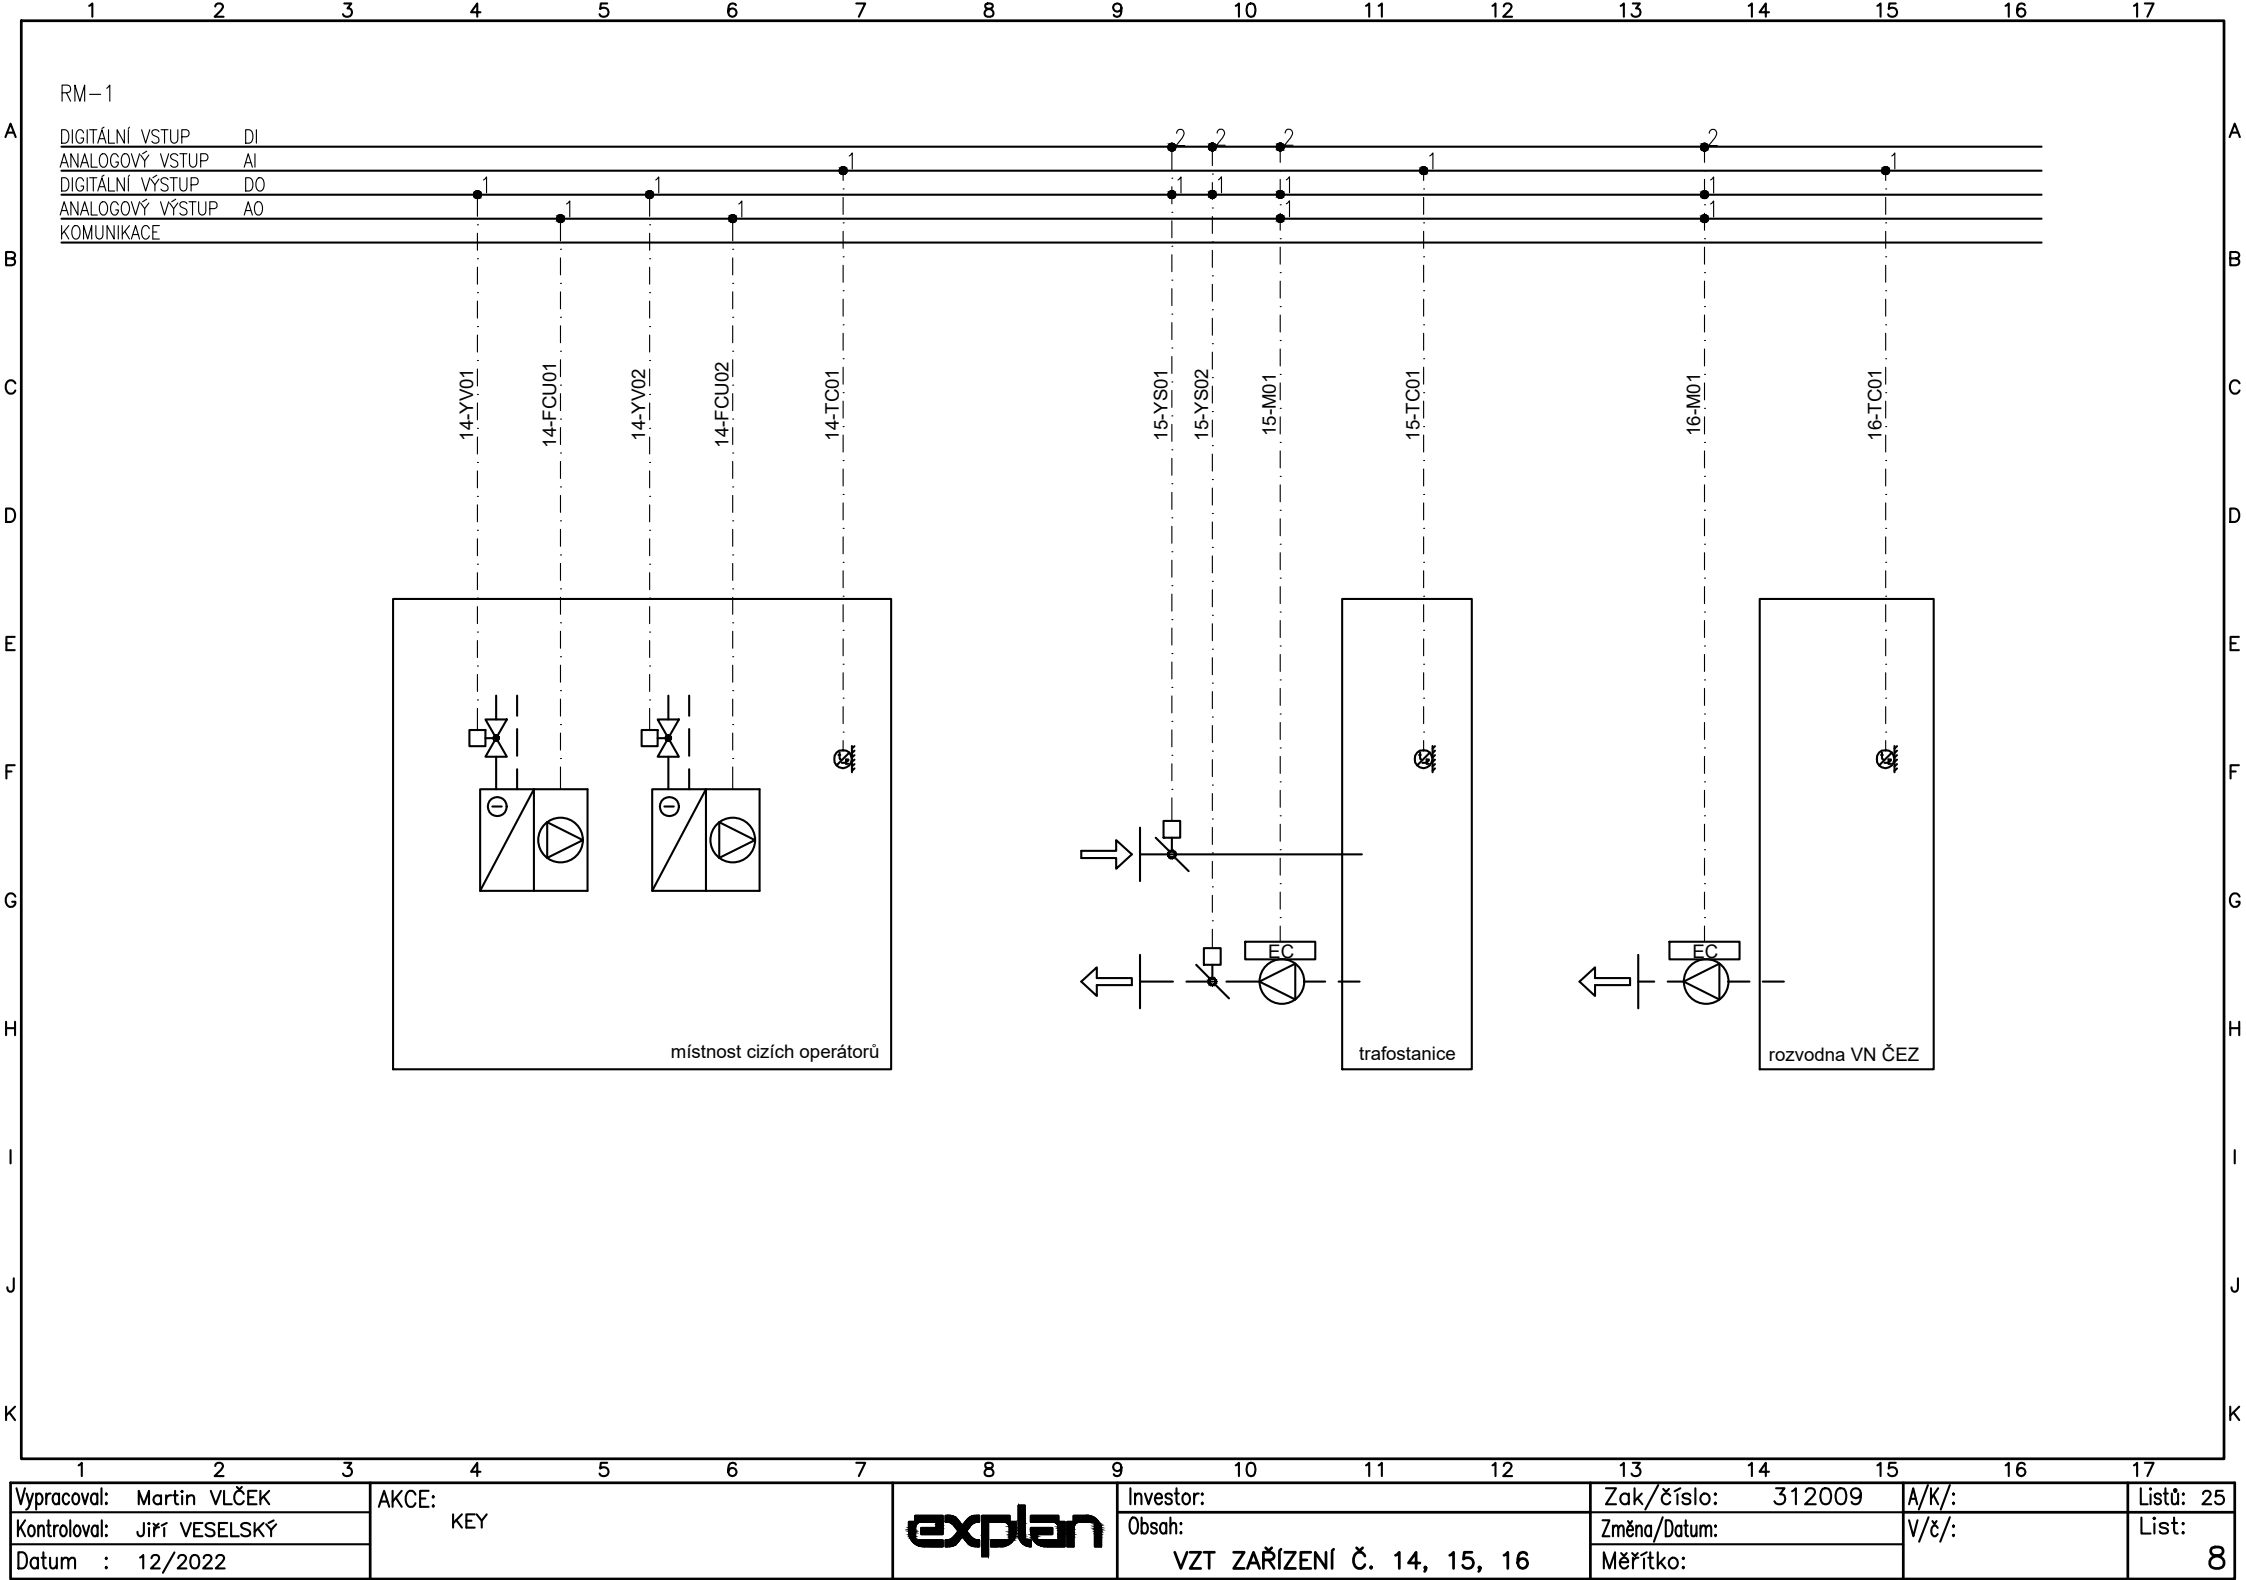 1 2 3 4 5 6 7 8 9 10 11 12 13 14 15 16 17
RM-1
A A
DIGITÁLNÍ VSTUP DI 2 2 2 2
ANALOGOVÝ VSTUP AI 1 1 1
DIGITÁLNÍ VÝSTUP DO 1 1 1 1 1 1
ANALOGOVÝ VÝSTUP AO 1 1 1 1
KOMUNIKACE
B B
C C
14-YV01
14-FCU01
14-YV02
14-FCU02
14-TC01
15-YS01
15-YS02
15-M01
15-TC01
16-M01
16-TC01
D D
E E
F F
G G
EC EC
H H
místnost cizích operátorů
trafostanice
rozvodna VN ČEZ
I I
J J
K K
1 2 3 4 5 6 7 8 9 10 11 12 13 14 15 16 17
Vypracoval: Martin VLČEK
Kontroloval: Jiří VESELSKÝ
Datum : 12/2022
AKCE:
KEY
explan
Investor:
Obsah:
VZT ZAŘÍZENÍ Č. 14, 15, 16
Zak/číslo: 312009
Změna/Datum:
Měřítko:
A/K/:
V/č/:
Listů: 25
List:
8